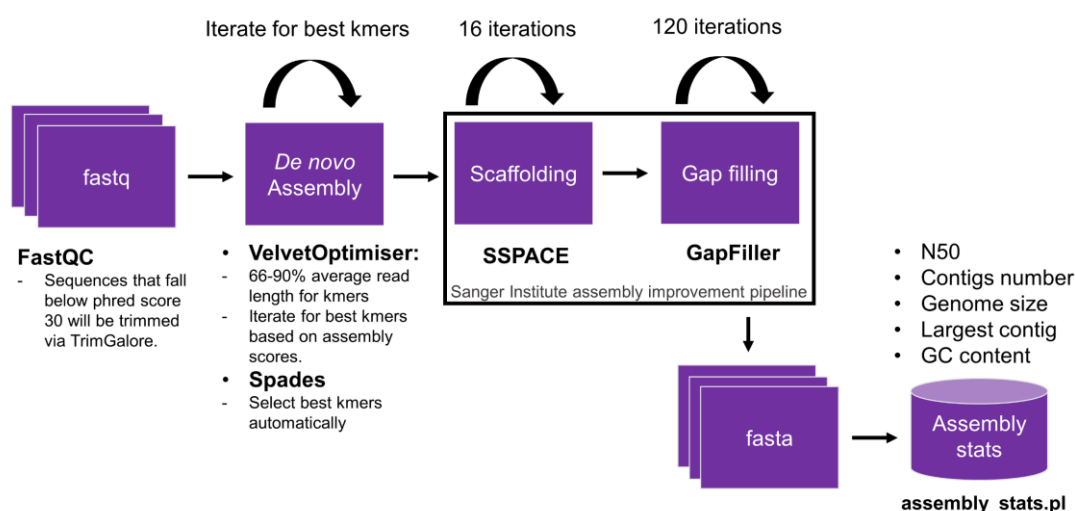 Iterate for best kmers
16 iterations
120 iterations
fastq
De novo
Assembly
Scaffolding
Gap filling
FastQC
- Sequences that fall
below phred score
30 will be trimmed
via TrimGalore.
• VelvetOptimiser:
- 66-90% average read
length for kmers
- Iterate for best kmers
based on assembly
scores.
• Spades
- Select best kmers
automatically
SSPACE
GapFiller
Sanger Institute assembly improvement pipeline
• N50
• Contigs number
• Genome size
• Largest contig
• GC content
fasta
Assembly
stats
assembly_stats.pl